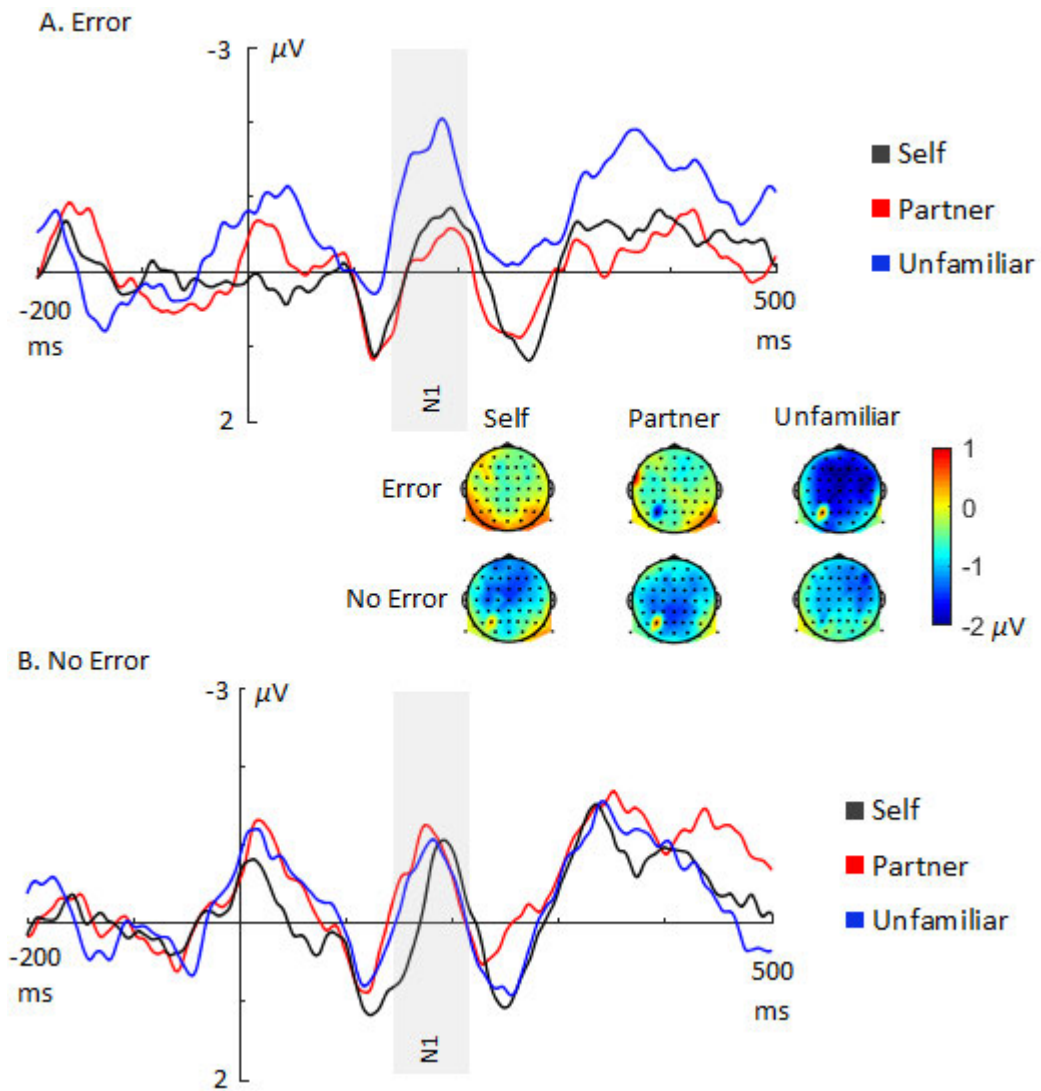 A. Error
-3 μV
Self
Partner
Unfamiliar
-200
ms
500
ms
N1
2
Self Partner Unfamiliar
Error
No Error
1
0
-1
-2 μV
B. No Error
-3 μV
Self
Partner
Unfamiliar
-200
ms
500
ms
N1
2